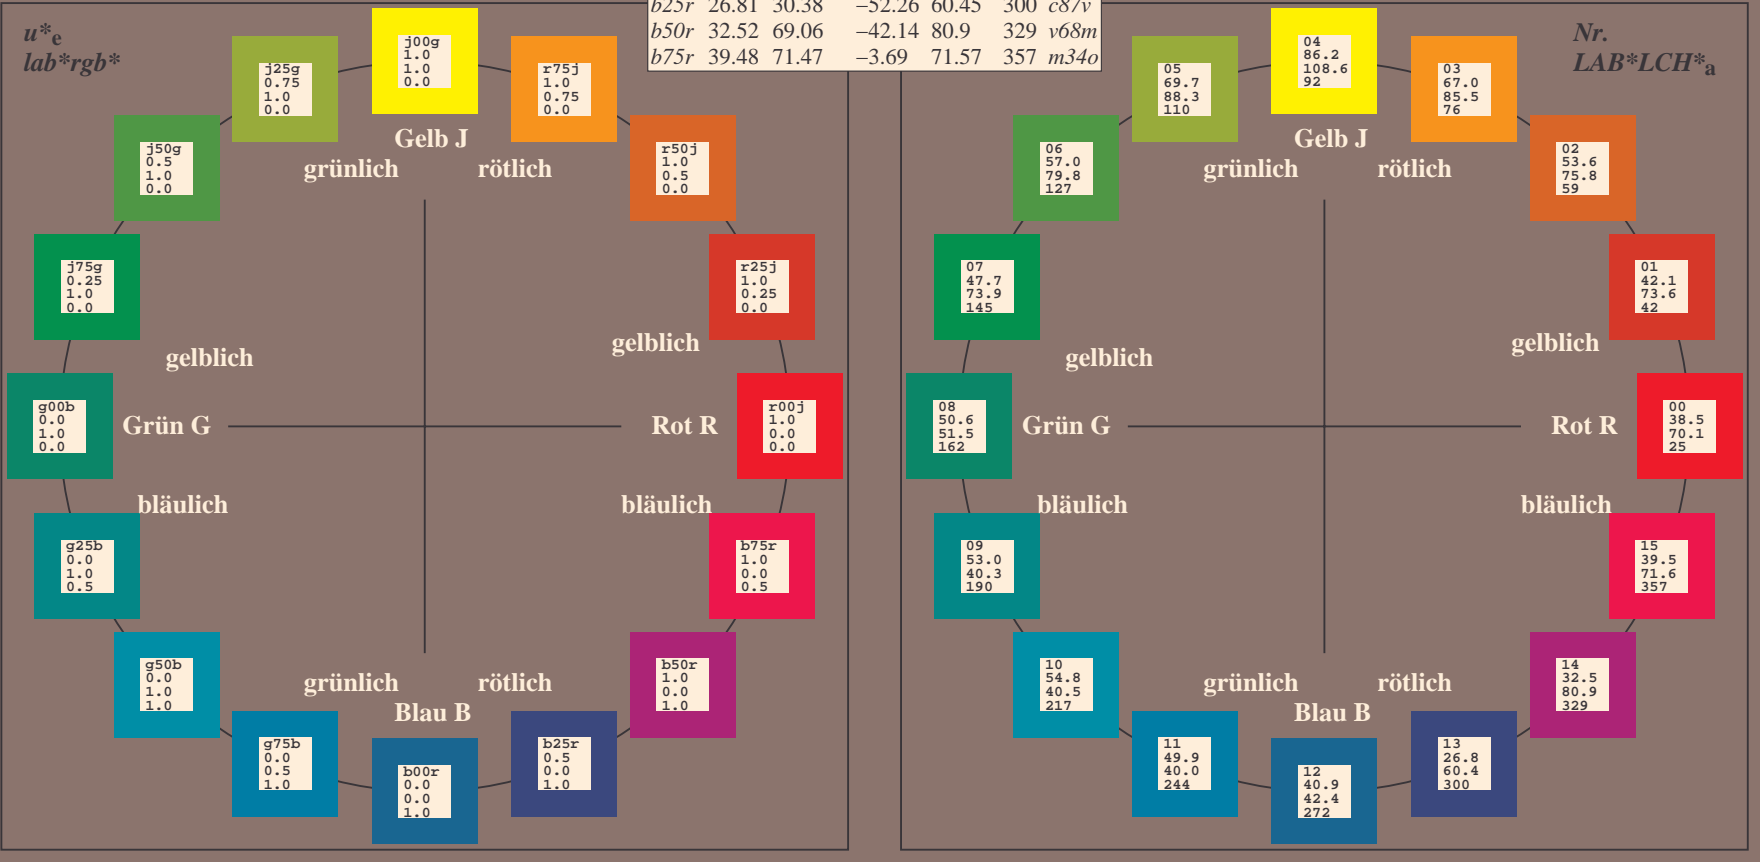 b25r 26.81 30.38 −52.26 60.45 300 c87v
b50r 32.52 69.06 −42.14 80.9 329 v68m
b75r 39.48 71.47 −3.69 71.57 357 m34o
u*e
lab*rgb*
j00g
1.0
1.0
0.0
j25g
0.75
1.0
0.0
r75j
1.0
0.75
0.0
Gelb J
grünlich rötlich
j50g
0.5
1.0
0.0
r50j
1.0
0.5
0.0
j75g
0.25
1.0
0.0
r25j
1.0
0.25
0.0
gelblich
gelblich
g00b
0.0
1.0
0.0
Grün G
Rot R
r00j
1.0
0.0
0.0
bläulich
bläulich
g25b
0.0
1.0
0.5
b75r
1.0
0.0
0.5
g50b
0.0
1.0
1.0
b50r
1.0
0.0
1.0
grünlich rötlich
Blau B
g75b
0.0
0.5
1.0
b00r
0.0
0.0
1.0
b25r
0.5
0.0
1.0
Nr.
LAB*LCH*a
04
86.2
108.6
92
05
69.7
88.3
110
03
67.0
85.5
76
Gelb J
grünlich rötlich
06
57.0
79.8
127
02
53.6
75.8
59
07
47.7
73.9
145
01
42.1
73.6
42
gelblich
gelblich
08
50.6
51.5
162
Grün G
Rot R
00
38.5
70.1
25
bläulich
bläulich
09
53.0
40.3
190
15
39.5
71.6
357
10
54.8
40.5
217
14
32.5
80.9
329
grünlich rötlich
Blau B
11
49.9
40.0
244
12
40.9
42.4
272
13
26.8
60.4
300